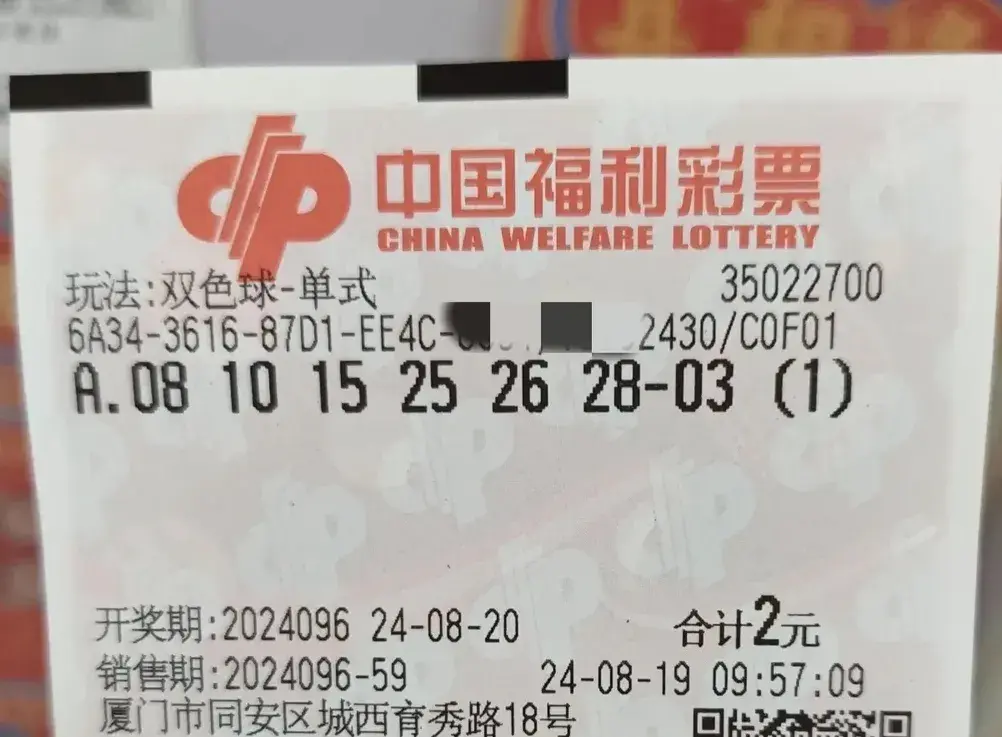 中国福利彩票
CHINA WELFARE LOTTERY
玩法:双色球-单式 35022700
6A34-3616-87D1-EE4C- 2430/C0F01
A.08 10 15 25 26 28-03 (1)
开奖期:2024096 24-08-20 合计2元
销售期:2024096-59 24-08-19 09:57:09
厦门市同安区城西育秀路18号